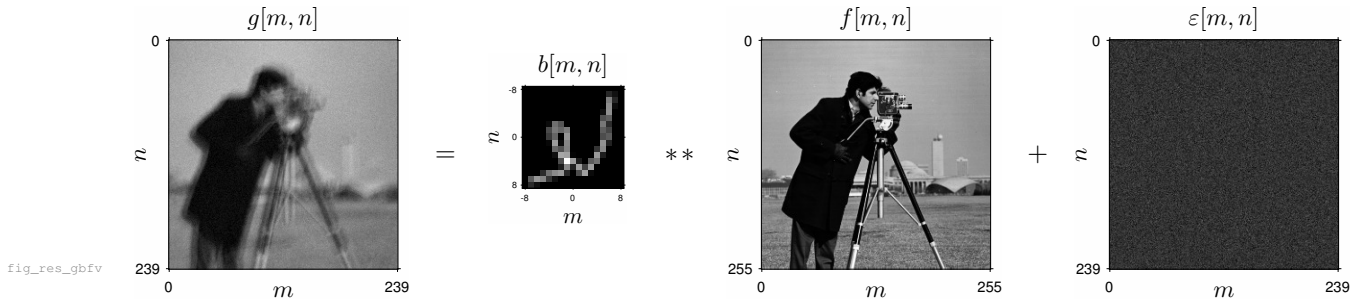 g[m, n] = b[m, n] ** f[m, n] + ε[m, n]
0
n
239
0 m 239
-8
n
0
8
-8 0 8
m
0
n
255
0 m 255
0
n
239
0 m 239
fig_res_gbfv